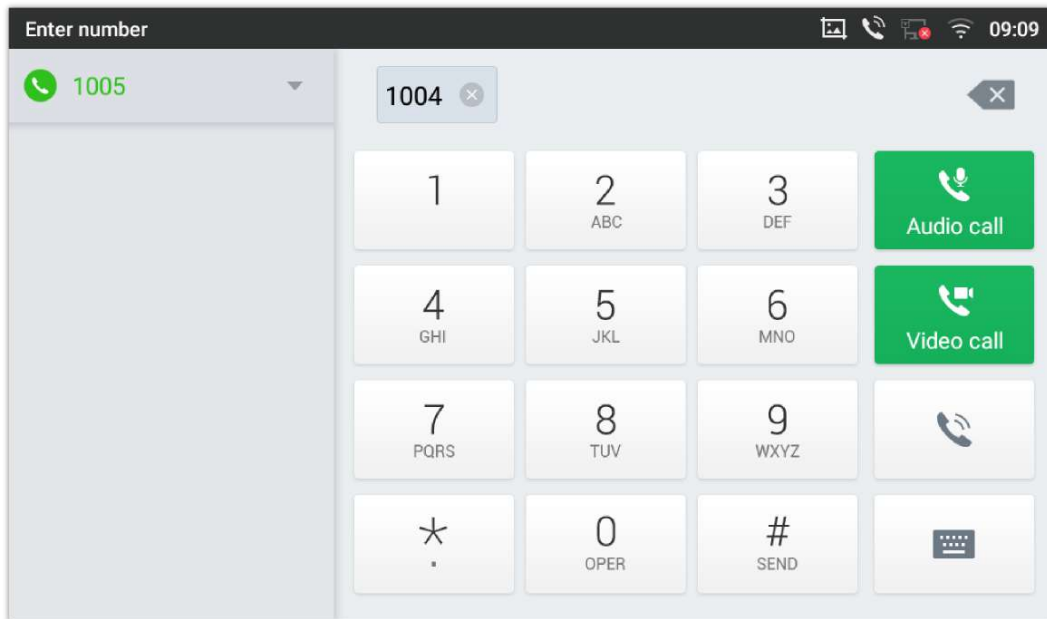 Enter number
09:09
1005
1004
1
2
ABC
3
DEF
Audio call
4
GHI
5
JKL
6
MNO
Video call
7
PQRS
8
TUV
9
WXYZ
*
.
0
OPER
#
SEND